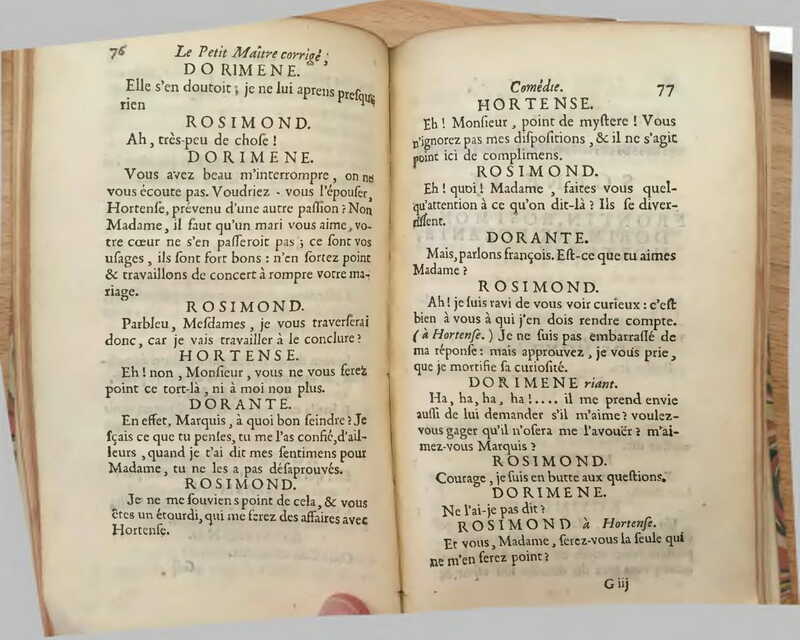 76 Le Petit Maître corrigé ;
DORIMENE.
Elle s'en doutoit ; je ne lui aprens presque
rien
ROSIMOND.
Ah, très-peu de chose !
DORIMENE.
Vous avez beau m'interrompre, on ne
vous écoute pas. Voudriez-vous l'épouser,
Hortense, prévenu d'une autre passion ? Non
Madame, il faut qu'un mari vous aime, vo-
tre cœur ne s'en passeroit pas ; ce sont vos
usages, ils sont fort bons : n'en sortez point
& travaillons de concert à rompre votre ma-
riage.
ROSIMOND.
Parbleu, Mesdames, je vous traverserai
donc, car je vais travailler à le conclure ?
HORTENSE.
Eh ! non, Monsieur, vous ne vous ferez
point ce tort-là, ni à moi non plus.
DORANTE.
En effet, Marquis, à quoi bon feindre ? Je
sçais ce que tu penses, tu me l'as confié, d'ail-
leurs, quand je t'ai dit mes sentimens pour
Madame, tu ne les a pas désaprouvés.
ROSIMOND.
Je ne me souviens point de cela, & vous
êtes un étourdi, qui me ferez des affaires avec
Hortense.
Comédie. 77
HORTENSE.
Eh ! Monsieur, point de mystere ! Vous
n'ignorez pas mes dispositions, & il ne s'agit
point ici de complimens.
ROSIMOND.
Eh ! quoi ! Madame, faites vous quel-
qu'attention à ce qu'on dit-là ? Ils se diver-
tissent.
DORANTE.
Mais, parlons françois. Est-ce que tu aimes
Madame ?
ROSIMOND.
Ah ! je suis ravi de vous voir curieux : c'est
bien à vous à qui j'en dois rendre compte.
(à Hortense.) Je ne suis pas embarrassé de
ma réponse : mais approuvez, je vous prie,
que je mortifie sa curiosité.
DORIMENE riant.
Ha, ha, ha, ha !.... il me prend envie
aussi de lui demander s'il m'aime ? voulez-
vous gager qu'il n'osera me l'avouër ? m'ai-
mez-vous Marquis ?
ROSIMOND.
Courage, je suis en butte aux questions.
DORIMENE.
Ne l'ai-je pas dit ?
ROSIMOND à Hortense.
Et vous, Madame, serez-vous la seule qui
ne m'en ferez point ?
G iij